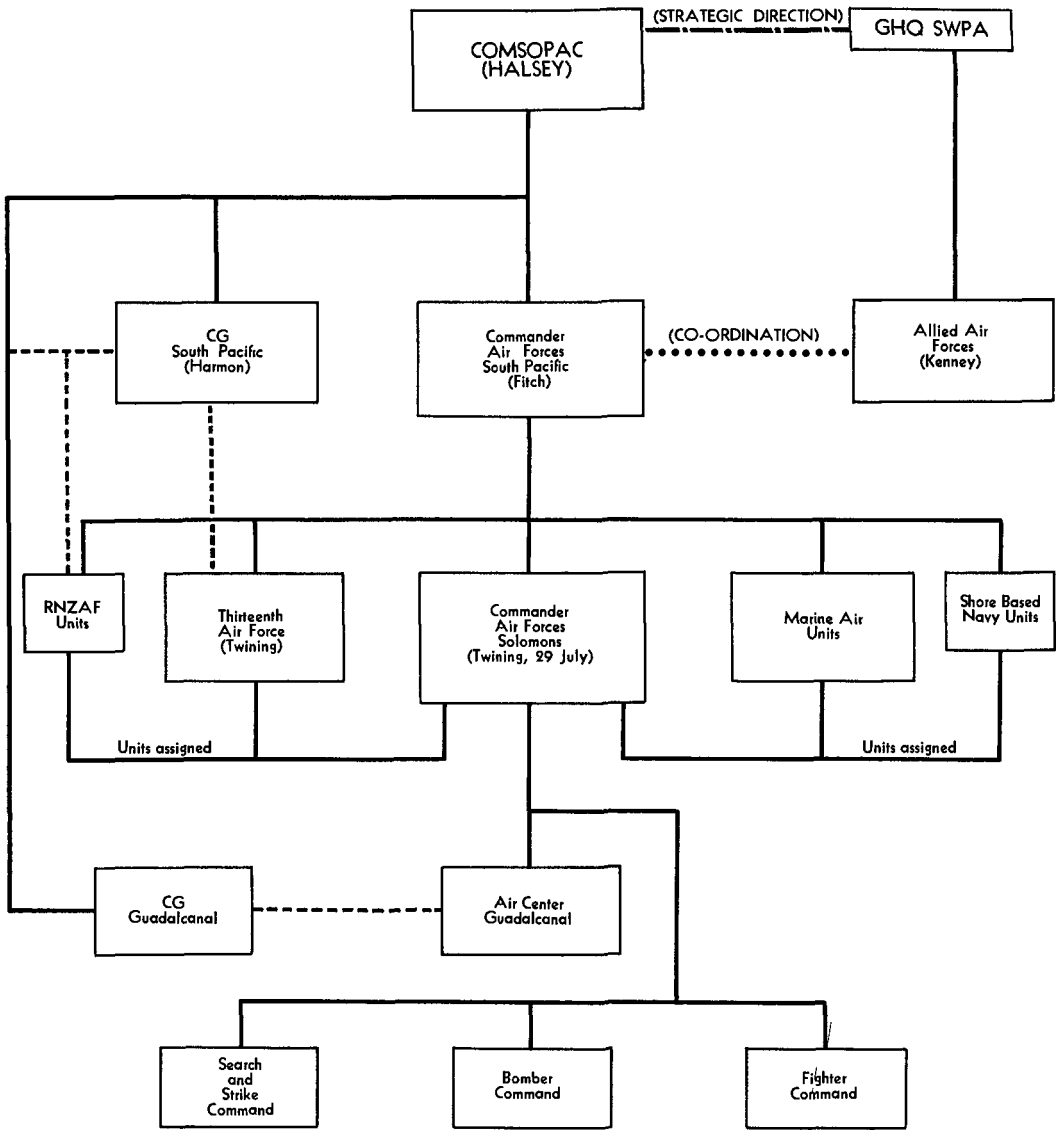 COMSOPAC
(HALSEY)
(STRATEGIC DIRECTION)
GHQ SWPA
CG
South Pacific
(Harmon)
Commander
Air Forces
South Pacific
(Fitch)
(CO-ORDINATION)
Allied Air
Forces
(Kenney)
RNZAF
Units
Thirteenth
Air Force
(Twining)
Commander
Air Forces
Solomons
(Twining, 29 July)
Marine Air
Units
Shore Based
Navy Units
Units assigned
Units assigned
CG
Guadalcanal
Air Center
Guadalcanal
Search
and
Strike
Command
Bomber
Command
Fighter
Command